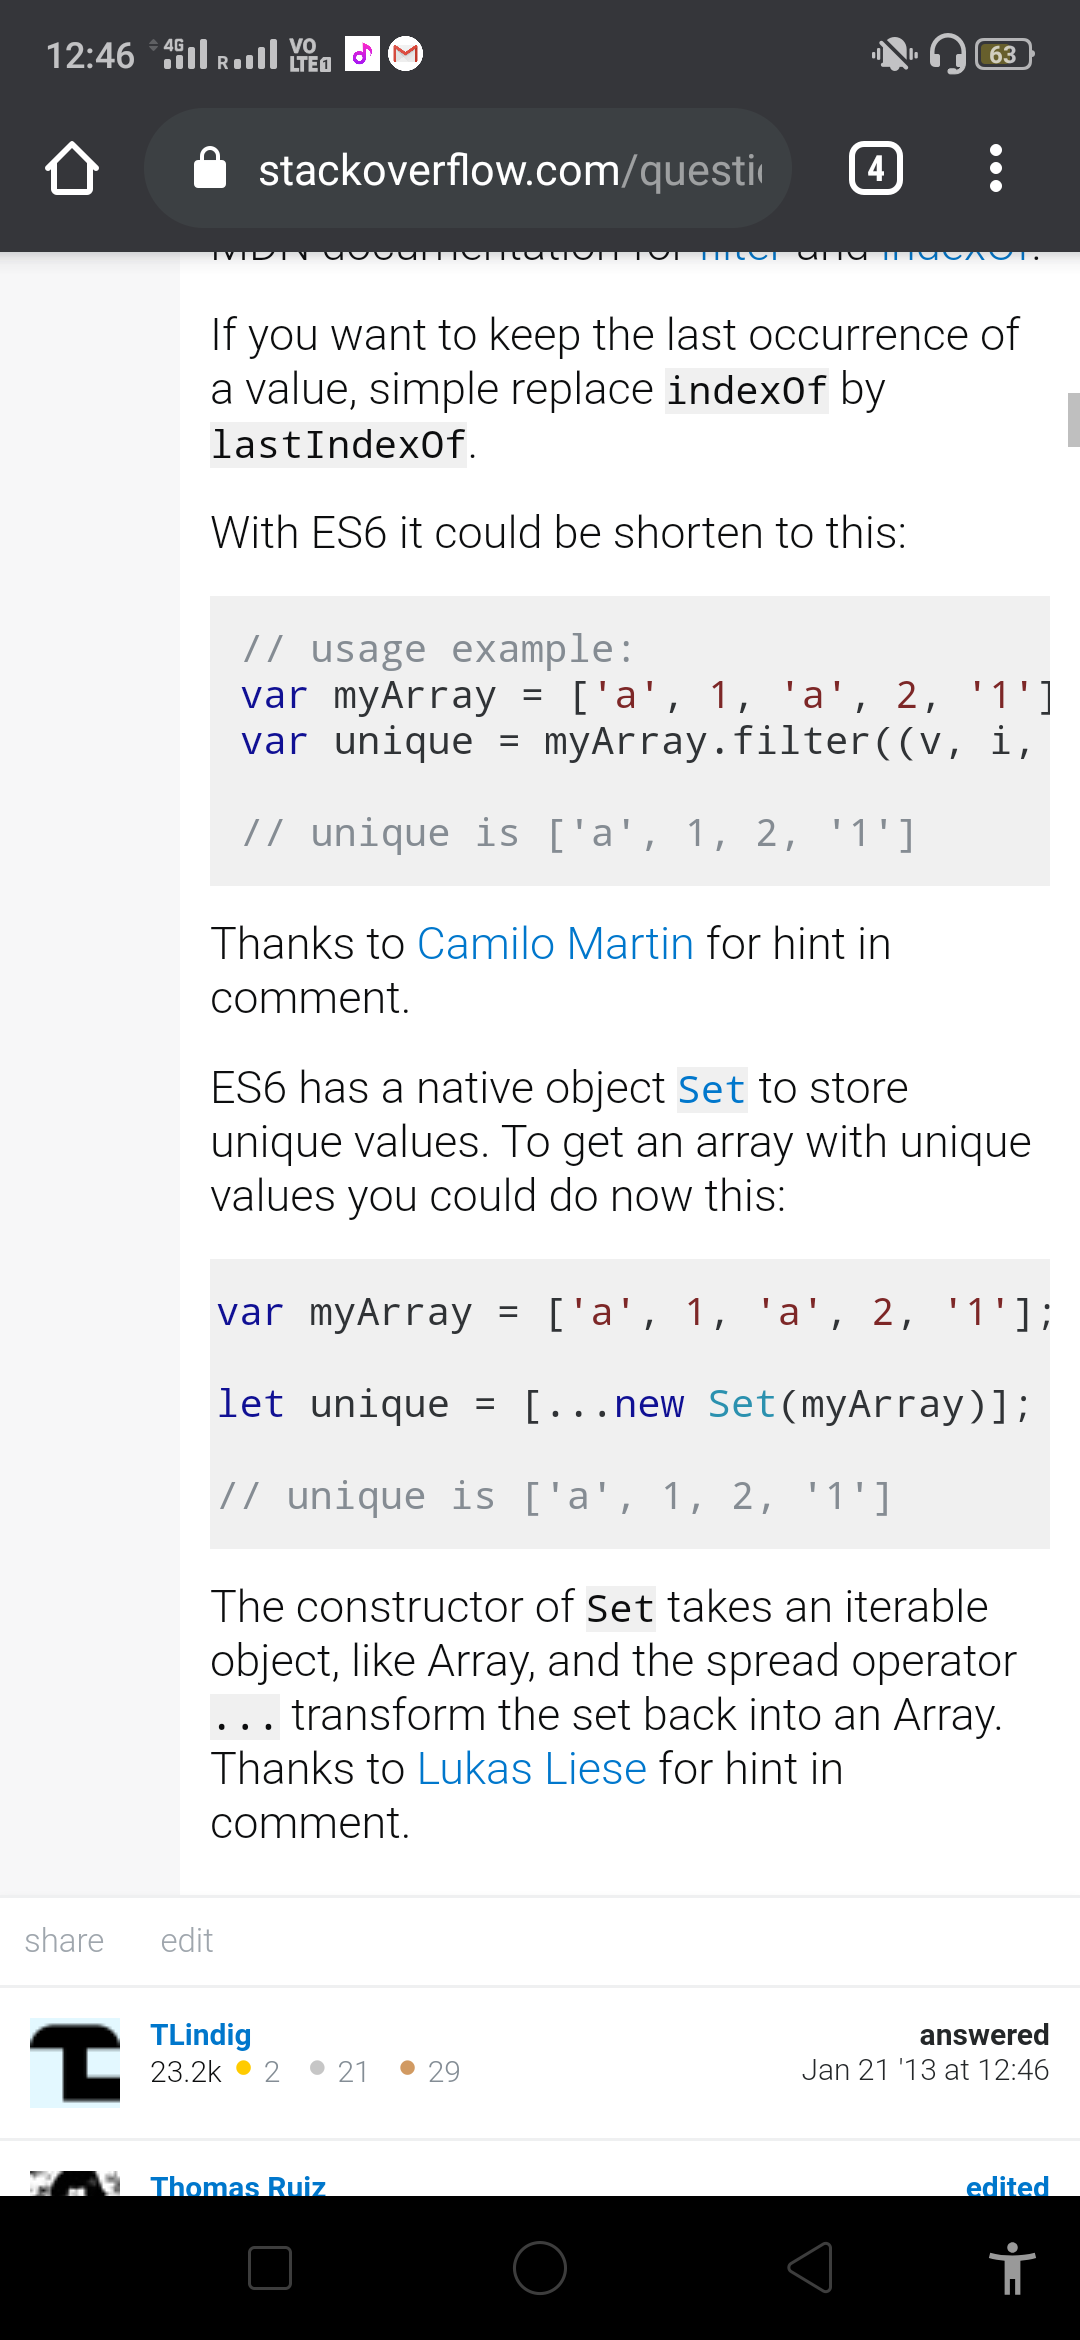 12:46 4G R VO LTE 1 63
stackoverflow.com/questi 4
MDN documentation for filter and indexOf.
If you want to keep the last occurrence of
a value, simple replace indexOf by
lastIndexOf.
With ES6 it could be shorten to this:
// usage example:
var myArray = ['a', 1, 'a', 2, '1']
var unique = myArray.filter((v, i,
// unique is ['a', 1, 2, '1']
Thanks to Camilo Martin for hint in
comment.
ES6 has a native object Set to store
unique values. To get an array with unique
values you could do now this:
var myArray = ['a', 1, 'a', 2, '1'];
let unique = [...new Set(myArray)];
// unique is ['a', 1, 2, '1']
The constructor of Set takes an iterable
object, like Array, and the spread operator
... transform the set back into an Array.
Thanks to Lukas Liese for hint in
comment.
share edit
TLindig answered
23.2k 2 21 29 Jan 21 '13 at 12:46
Thomas Ruiz edited